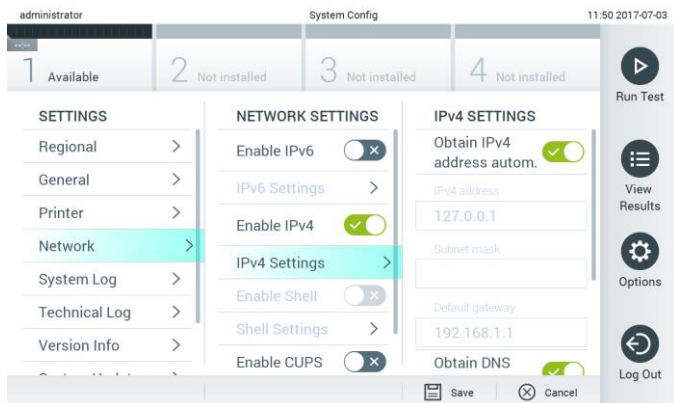 administrator
System Config
11:50 2017-07-03
--:--
1 Available
2 Not installed
3 Not installed
4 Not installed
Run Test
View
Results
Options
Log Out
SETTINGS
Regional
General
Printer
Network
System Log
Technical Log
Version Info
NETWORK SETTINGS
Enable IPv6
IPv6 Settings
Enable IPv4
IPv4 Settings
Enable Shell
Shell Settings
Enable CUPS
IPv4 SETTINGS
Obtain IPv4
address autom.
IPv4 address
127.0.0.1
Subnet mask
Default gateway
192.168.1.1
Obtain DNS
Save
Cancel